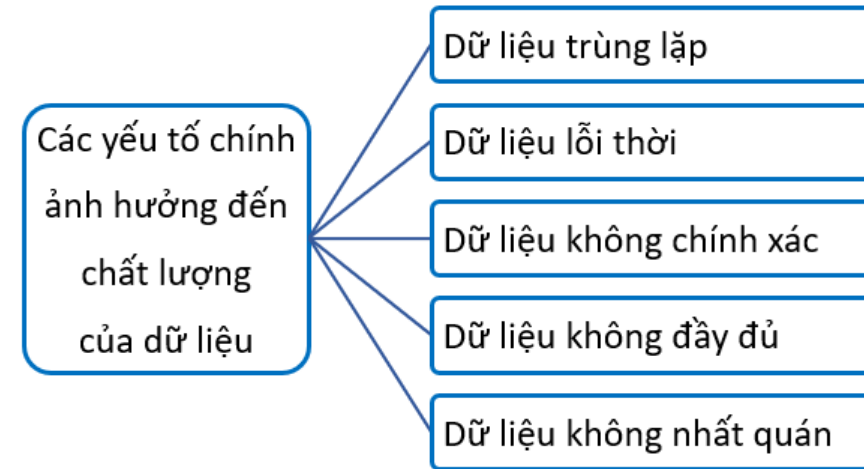 Các yếu tố chính
ảnh hưởng đến
chất lượng
của dữ liệu
Dữ liệu trùng lặp
Dữ liệu lỗi thời
Dữ liệu không chính xác
Dữ liệu không đầy đủ
Dữ liệu không nhất quán